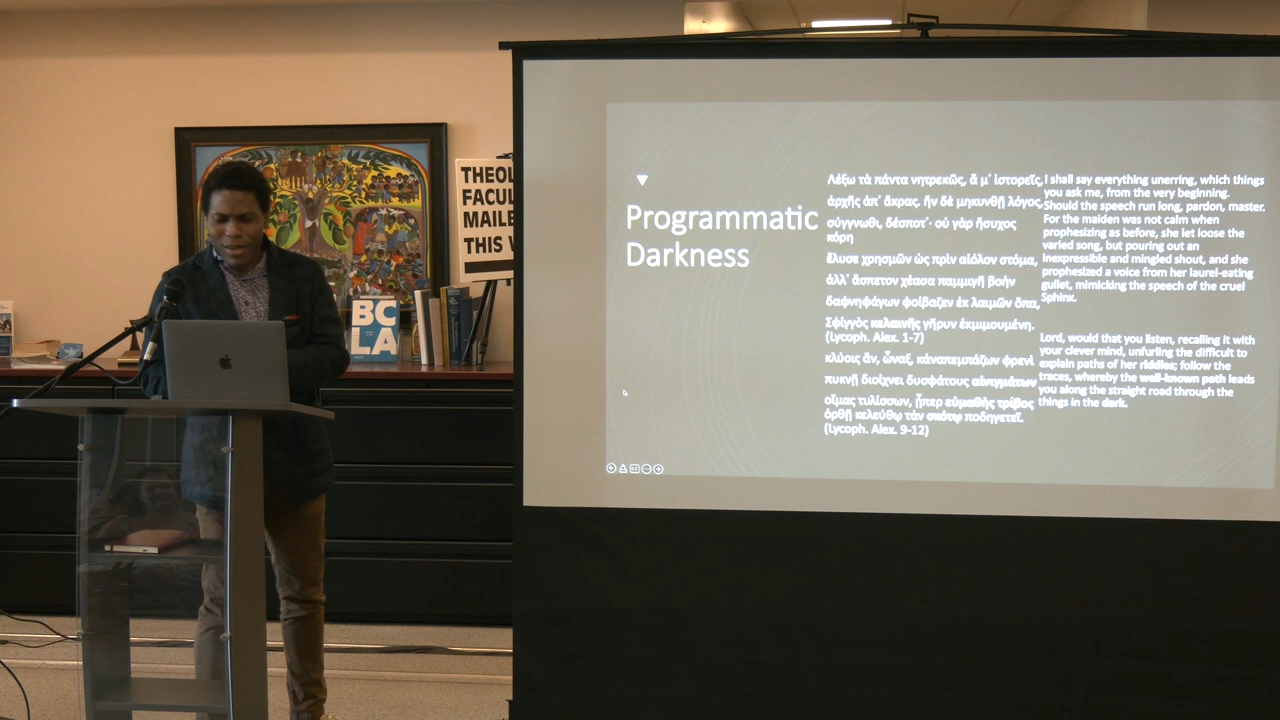 THEOL
FACUL
MAILE
THIS
BC
LA
Programmatic
Darkness
Λέξω τὰ πάντα νητρεκῶς, ἅ μ’ ἱστορεῖς,
ἀρχῆς ἀπ’ ἄκρας. ἢν δὲ μηκυνθῇ λόγος,
σύγγνωθι, δέσποτ’· οὐ γὰρ ἥσυχος
κόρη
ἔλυσε χρησμῶν ὡς πρὶν αἰόλον στόμα,
ἀλλ’ ἄσπετον χέασα παμμιγῆ βοὴν
δαφνηφάγων φοίβαζεν ἐκ λαιμῶν ὄπα,
Σφίγγὸς κελαινῆς γῆρυν ἐκμιμουμένη.
(Lycoph. Alex. 1-7)
κλύοις ἄν, ὦναξ, κἀναπεμπάζων φρενὶ
πυκνῇ διοίχνει δυσφάτους αἰνιγμάτων
οἴμας τυλίσσων, ᾗπερ εὐμαθὴς τρίβος
ὀρθῇ κελεύθῳ τἀν σκότῳ ποδηγετεῖ.
(Lycoph. Alex. 9-12)
I shall say everything unerring, which things
you ask me, from the very beginning.
Should the speech run long, pardon, master.
For the maiden was not calm when
prophesizing as before, she let loose the
varied song, but pouring out an
inexpressible and mingled shout, and she
prophesized a voice from her laurel-eating
gullet, mimicking the speech of the cruel
Sphinx.
Lord, would that you listen, recalling it with
your clever mind, unfurling the difficult to
explain paths of her riddles; follow the
traces, whereby the well-known path leads
you along the straight road through the
things in the dark.